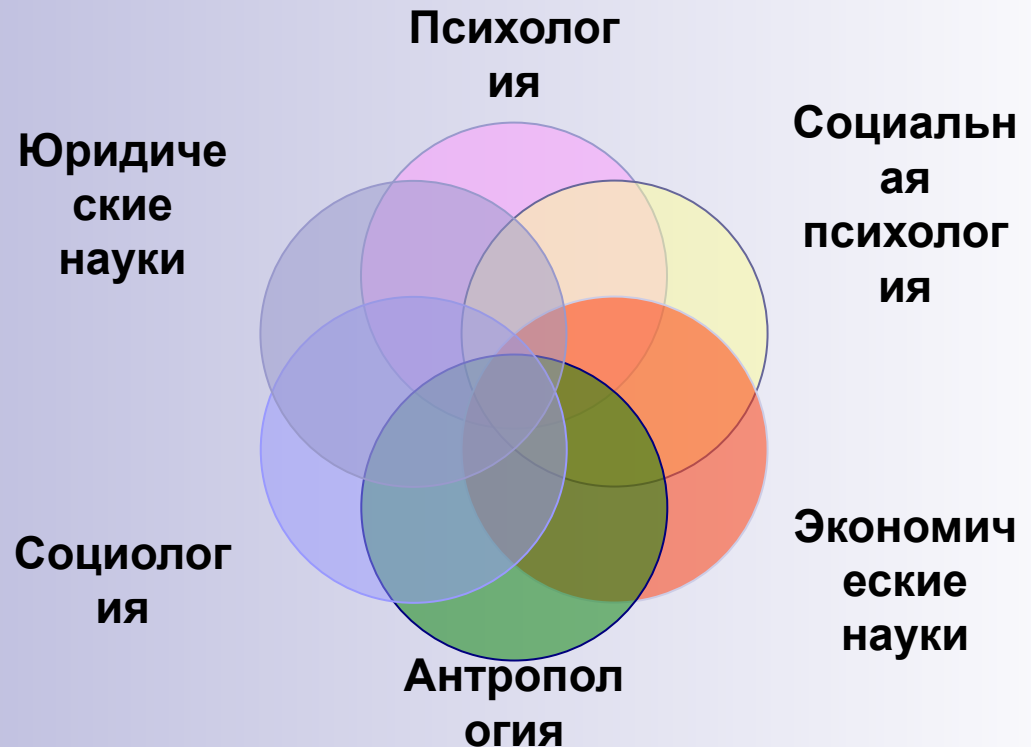 Психолог
ия
Социальн
ая
психолог
ия
Экономич
еские
науки
Антропол
огия
Социолог
ия
Юридиче
ские
науки